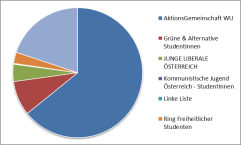 AktionsGemeinschaft WU
Grüne & Alternative
StudentInnen
JUNGE LIBERALE
ÖSTERREICH
Kommunistische Jugend
Österreich - StudentInnen
Linke Liste
Ring Freiheitlicher
Studenten